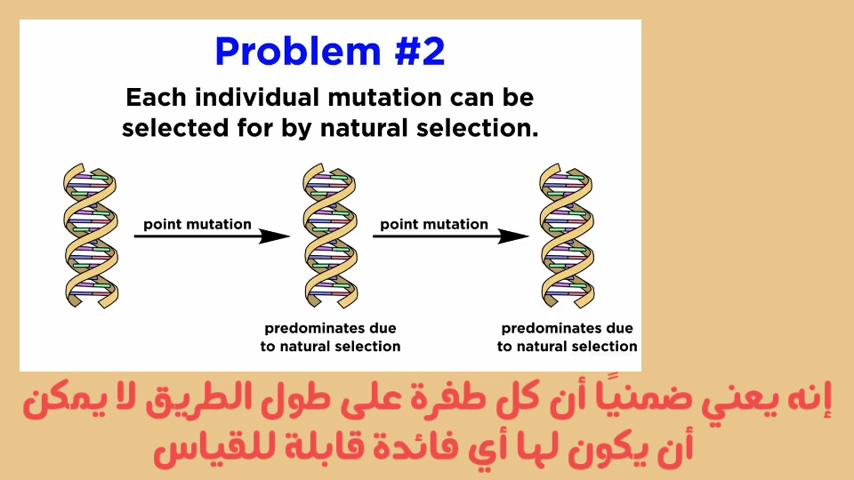 Problem #2
Each individual mutation can be
selected for by natural selection.
point mutation
point mutation
predominates due
to natural selection
predominates due
to natural selection
إنه يعني ضمنيًا أن كل طفرة على طول الطريق لا يمكن
أن يكون لها أي فائدة قابلة للقياس